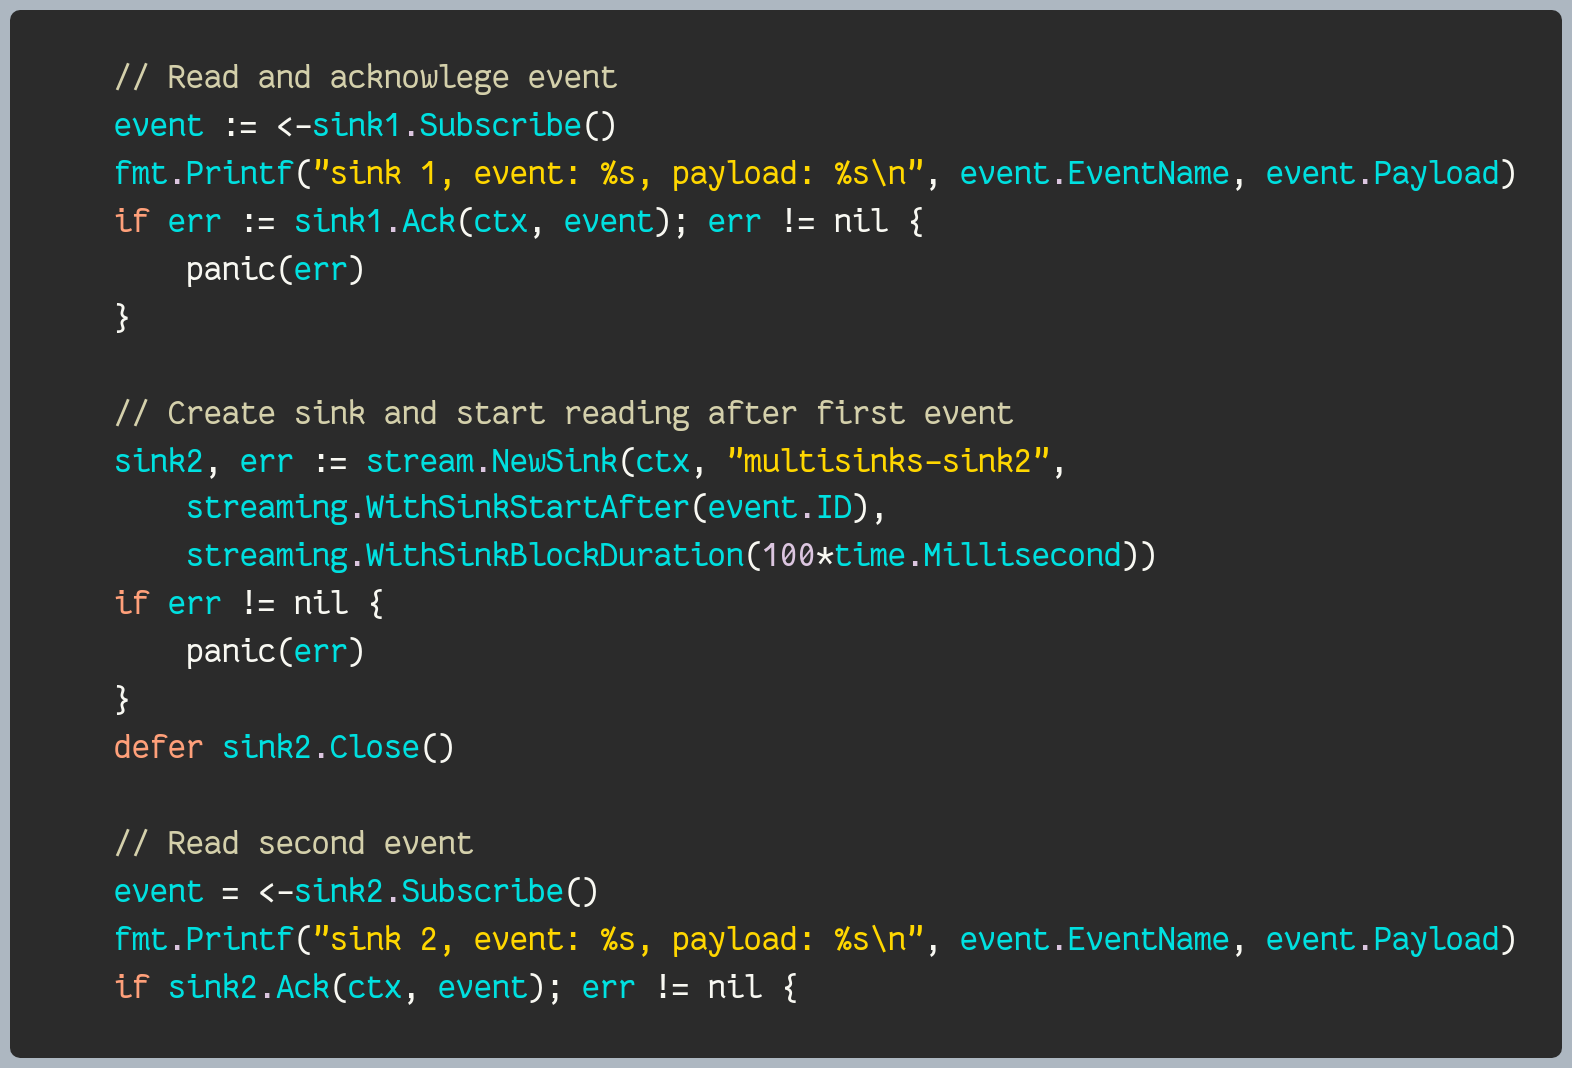 // Read and acknowlege event
event := <-sink1.Subscribe()
fmt.Printf("sink 1, event: %s, payload: %s\n", event.EventName, event.Payload)
if err := sink1.Ack(ctx, event); err != nil {
    panic(err)
}

// Create sink and start reading after first event
sink2, err := stream.NewSink(ctx, "multisinks-sink2",
    streaming.WithSinkStartAfter(event.ID),
    streaming.WithSinkBlockDuration(100*time.Millisecond))
if err != nil {
    panic(err)
}
defer sink2.Close()

// Read second event
event = <-sink2.Subscribe()
fmt.Printf("sink 2, event: %s, payload: %s\n", event.EventName, event.Payload)
if sink2.Ack(ctx, event); err != nil {